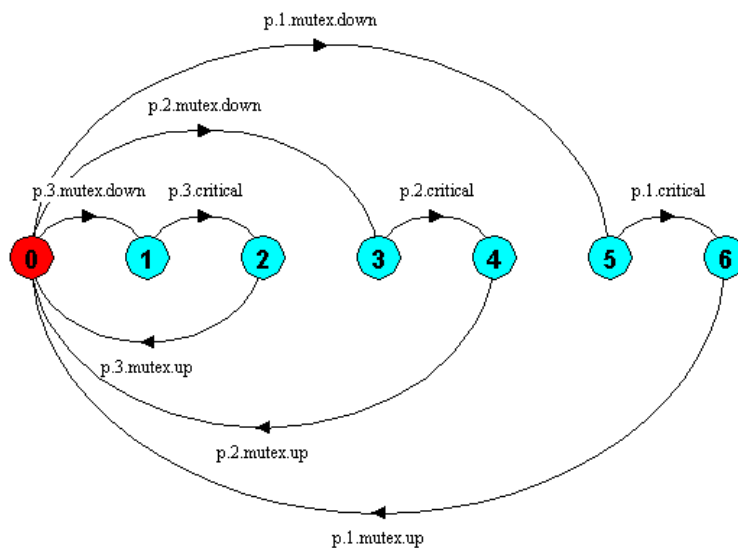 p.1.mutex.down
p.2.mutex.down
p.3.mutex.down
p.3.critical
p.2.critical
p.1.critical
0
1
2
3
4
5
6
p.3.mutex.up
p.2.mutex.up
p.1.mutex.up